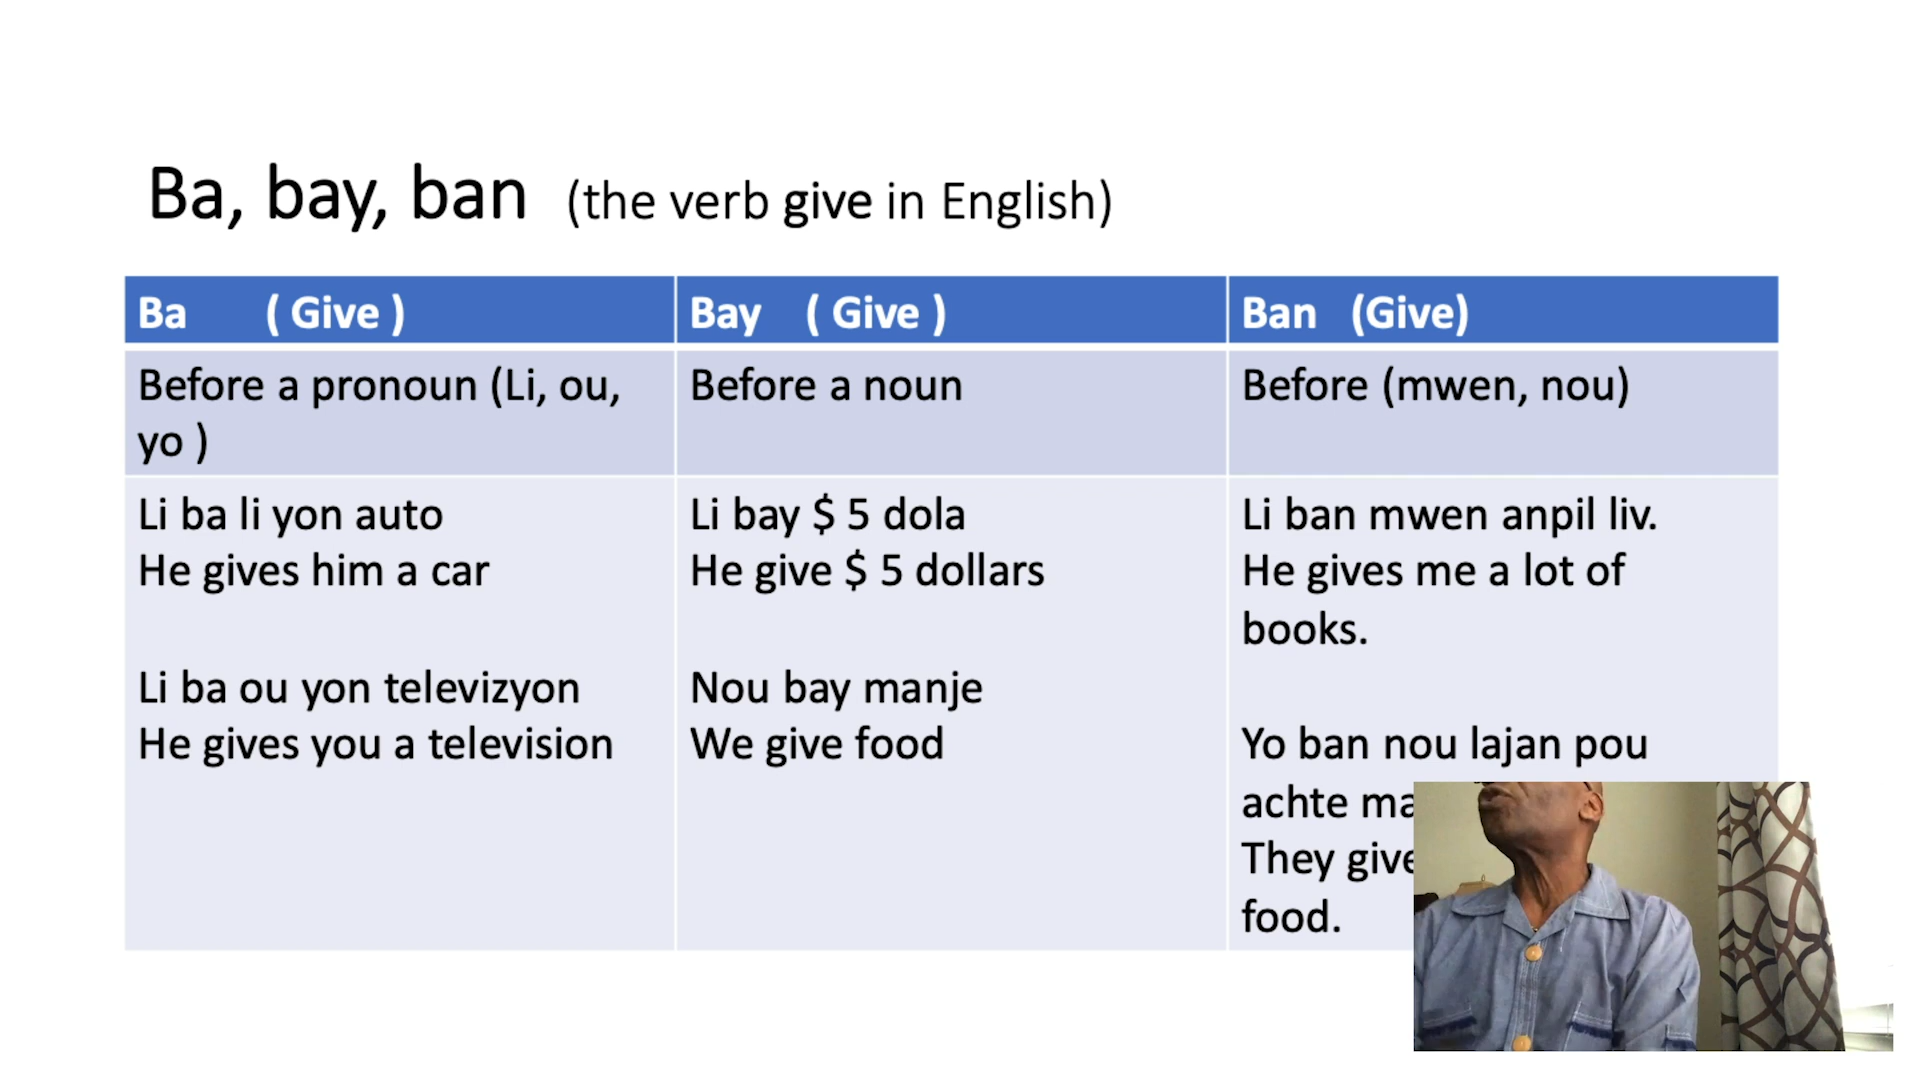 Ba, bay, ban (the verb give in English)
Ba ( Give )
Bay ( Give )
Ban (Give)
Before a pronoun (Li, ou,
yo )
Before a noun
Before (mwen, nou)
Li ba li yon auto
He gives him a car
Li ba ou yon televizyon
He gives you a television
Li bay $ 5 dola
He give $ 5 dollars
Nou bay manje
We give food
Li ban mwen anpil liv.
He gives me a lot of
books.
Yo ban nou lajan pou
achte
They give
food.